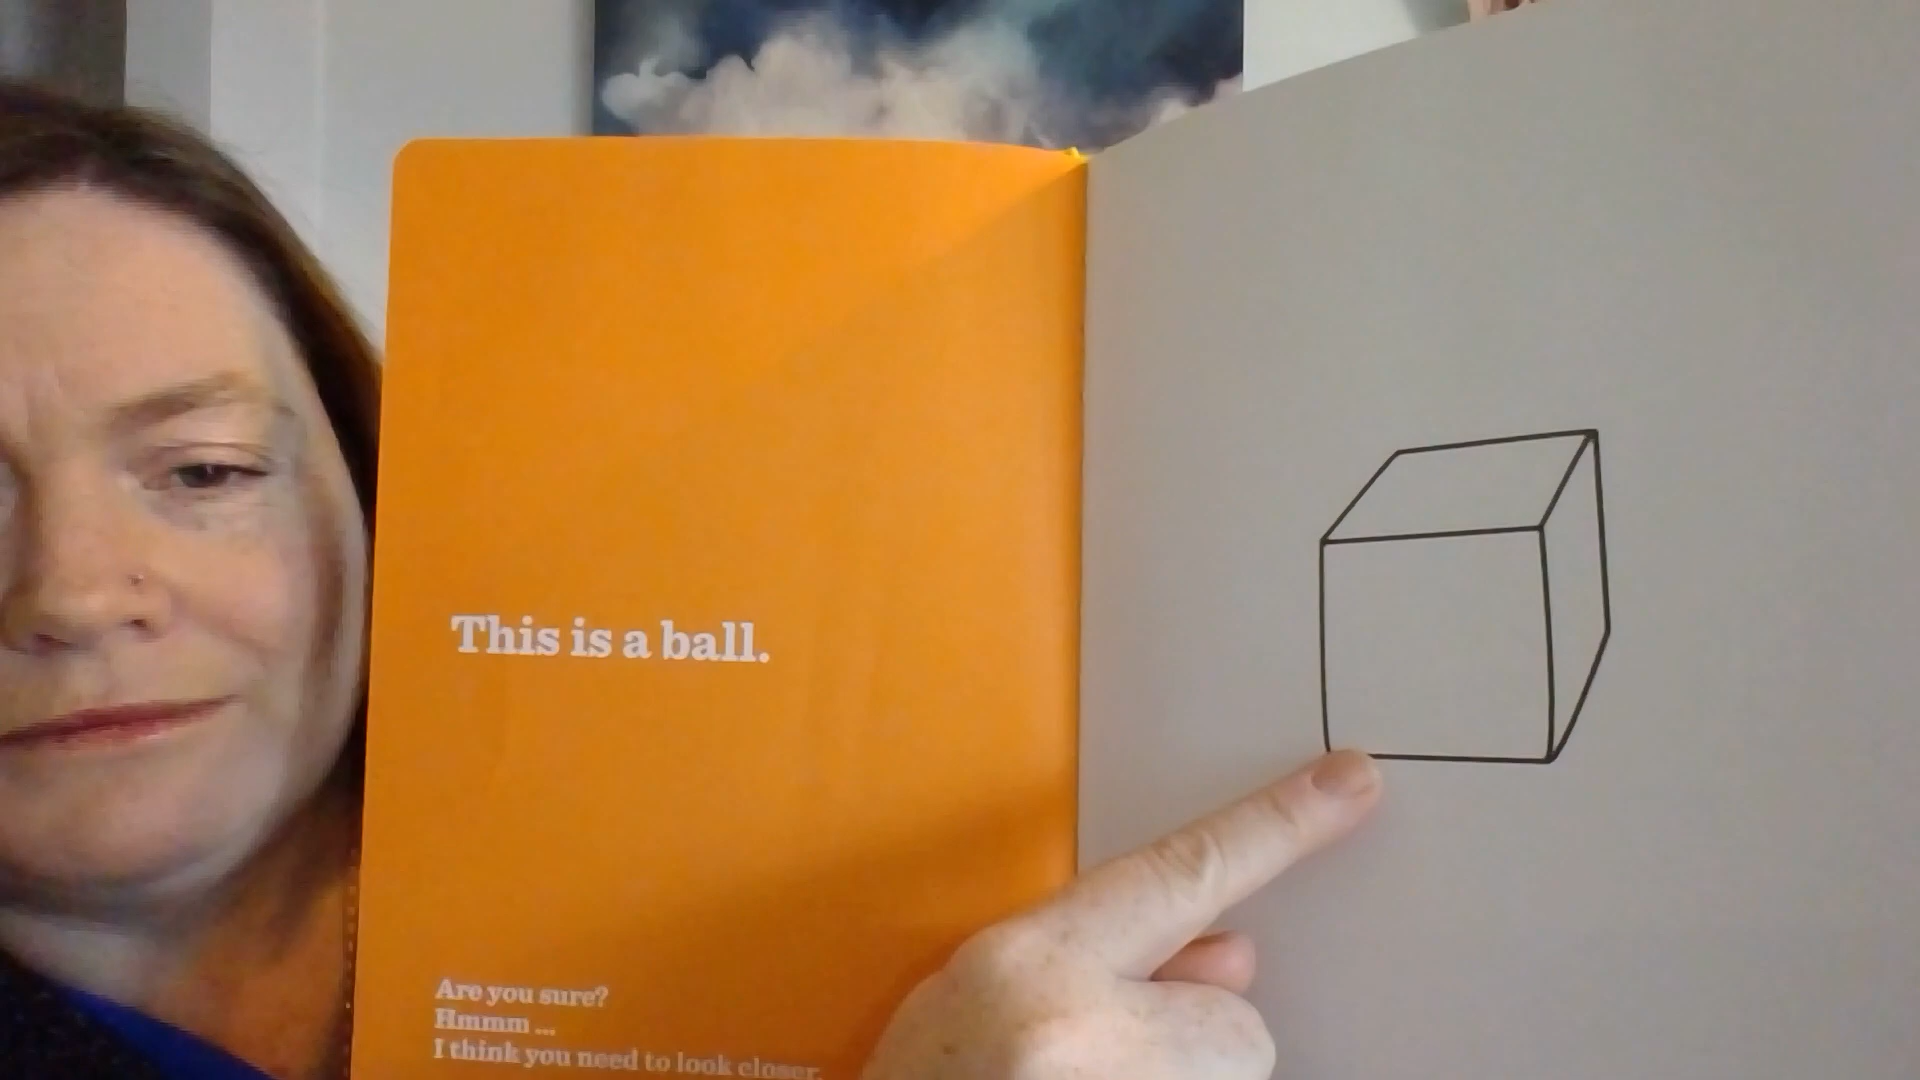 This is a ball.
Are you sure?
Hmmm ...
I think you need to look closer.